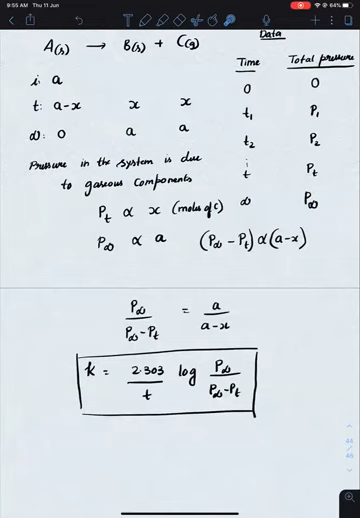 9:55 AM Thu 11 Jun
Data
A(s) → B(s) + C(g)
Time Total pressure
i: a 0 0
t: a-x x x t₁ P₁
∞: 0 a a t₂ P₂
Pressure in the system is due ⋮
to gaseous components t Pt
Pt ∝ x (moles of C) ∞ P∞
P∞ ∝ a (P∞ - Pt) ∝ (a-x)
P∞ / P∞-Pt = a / a-x
k = 2.303 / t log P∞ / P∞-Pt